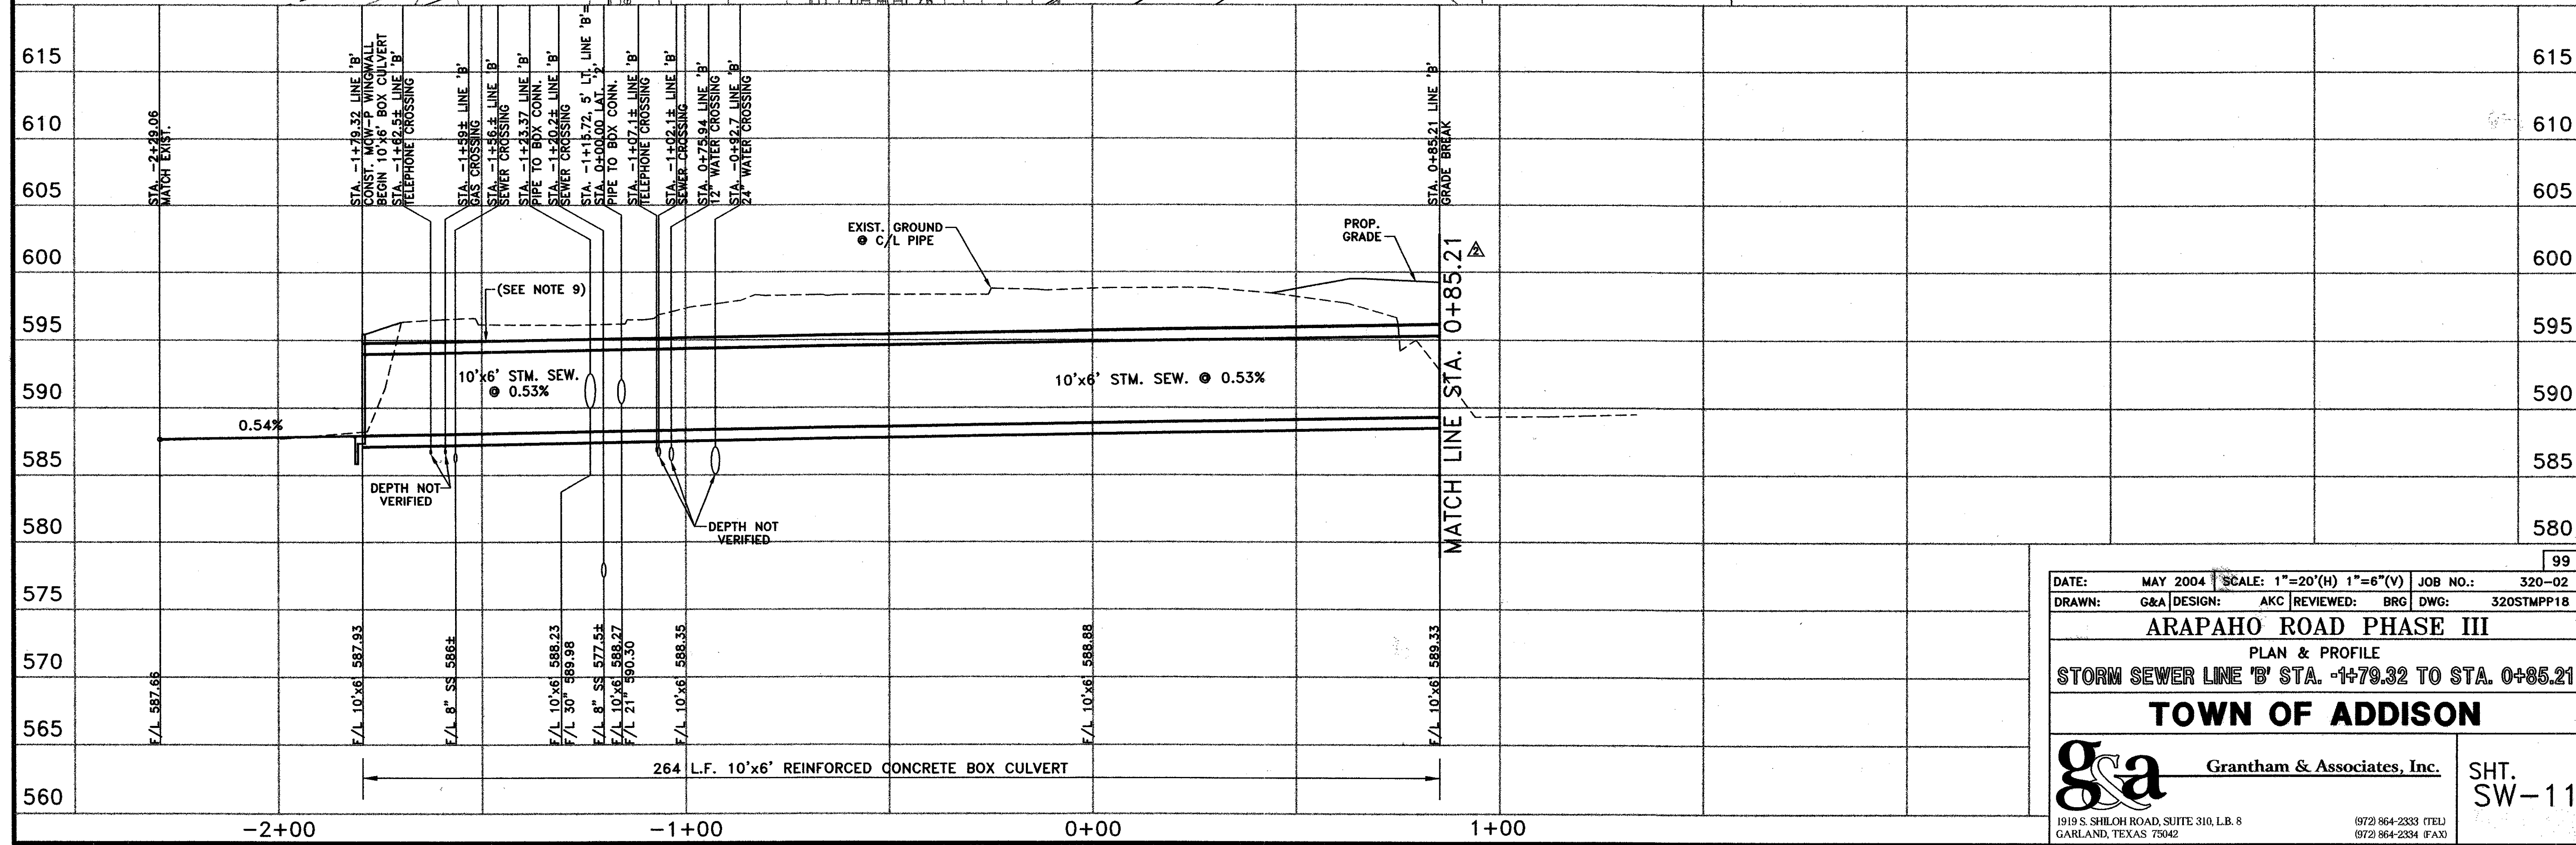 615
610
605
600
595
590
585
580
575
570
565
560
615
610
605
600
595
590
585
580
STA. -2+29.06
MATCH EXIST.
STA. -1+79.32 LINE 'B'
CONST. MOW-P WINGWALL
BEGIN 10'x6' BOX CULVERT
STA. -1+62.5± LINE 'B'
TELEPHONE CROSSING
STA. -1+59± LINE 'B'
GAS CROSSING
STA. -1+56.± LINE 'B'
SEWER CROSSING
STA. -1+23.37 LINE 'B'
PIPE TO BOX CONN.
STA. -1+20.2± LINE 'B'
SEWER CROSSING
STA. -1+15.72, 5' LT. LINE 'B'=
STA. 0+00.00 LAT. '2'
PIPE TO BOX CONN.
STA. -1+07.1± LINE 'B'
TELEPHONE CROSSING
STA. -1+02.1± LINE 'B'
SEWER CROSSING
STA. 0+75.94 LINE 'B'
12" WATER CROSSING
STA. -0+92.7 LINE 'B'
24" WATER CROSSING
STA. 0+85.21 LINE 'B'
GRADE BREAK
EXIST. GROUND
@ C/L PIPE
PROP.
GRADE
(SEE NOTE 9)
10'x6' STM. SEW.
@ 0.53%
10'x6' STM. SEW. @ 0.53%
0.54%
DEPTH NOT
VERIFIED
DEPTH NOT
VERIFIED
MATCH LINE STA. 0+85.21
2
F/L 587.66
F/L 10'x6' 587.93
F/L 8" SS 586±
F/L 10'x6' 588.23
F/L 30" 589.98
F/L 8" SS 577.5±
F/L 10'x6' 588.27
F/L 21" 590.30
F/L 10'x6' 588.35
F/L 10'x6' 588.88
F/L 10'x6' 589.33
264 L.F. 10'x6' REINFORCED CONCRETE BOX CULVERT
-2+00 -1+00 0+00 1+00
99
DATE: MAY 2004 SCALE: 1"=20'(H) 1"=6"(V) JOB NO.: 320-02
DRAWN: G&A DESIGN: AKC REVIEWED: BRG DWG: 320STMPP18
ARAPAHO ROAD PHASE III
PLAN & PROFILE
STORM SEWER LINE 'B' STA. -1+79.32 TO STA. 0+85.21
TOWN OF ADDISON
g&a
Grantham & Associates, Inc.
1919 S. SHILOH ROAD, SUITE 310, L.B. 8 (972) 864-2333 (TEL)
GARLAND, TEXAS 75042 (972) 864-2334 (FAX)
SHT.
SW-11